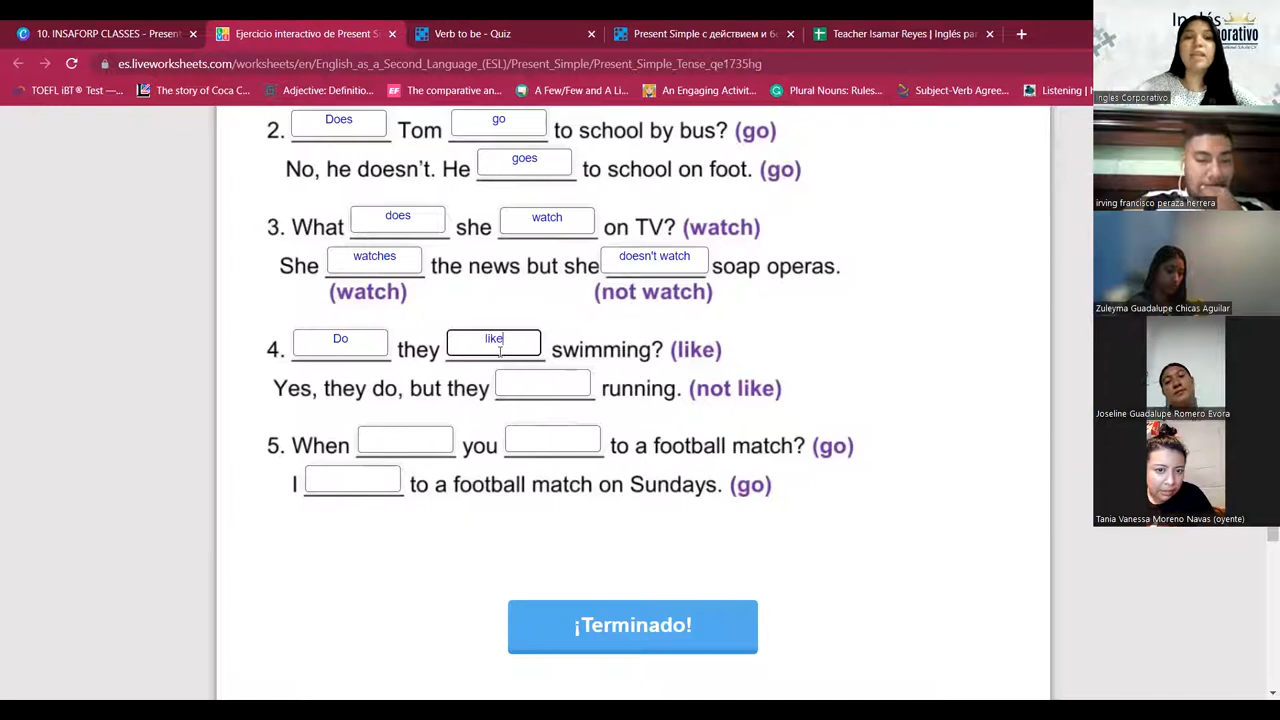 10. INSAFORP CLASSES - Present
Ejercicio interactivo de Present S
Verb to be - Quiz
Present Simple с действием и бе
Teacher Isamar Reyes | Inglés pa
es.liveworksheets.com/worksheets/en/English_as_a_Second_Language_(ESL)/Present_Simple/Present_Simple_Tense_qe1735hg
TOEFL iBT® Test —...
The story of Coca C...
Adjective: Definitio...
The comparative an...
A Few/Few and A Li...
An Engaging Activit...
Plural Nouns: Rules...
Subject-Verb Agree...
Listening |
2. Does Tom go to school by bus? (go)
No, he doesn't. He goes to school on foot. (go)
3. What does she watch on TV? (watch)
She watches the news but she doesn't watch soap operas.
(watch) (not watch)
4. Do they like swimming? (like)
Yes, they do, but they running. (not like)
5. When you to a football match? (go)
I to a football match on Sundays. (go)
¡Terminado!
Ingles Corporativo
irving francisco peraza herrera
Zuleyma Guadalupe Chicas Aguilar
Joseline Guadalupe Romero Evora
Tania Vanessa Moreno Navas (oyente)